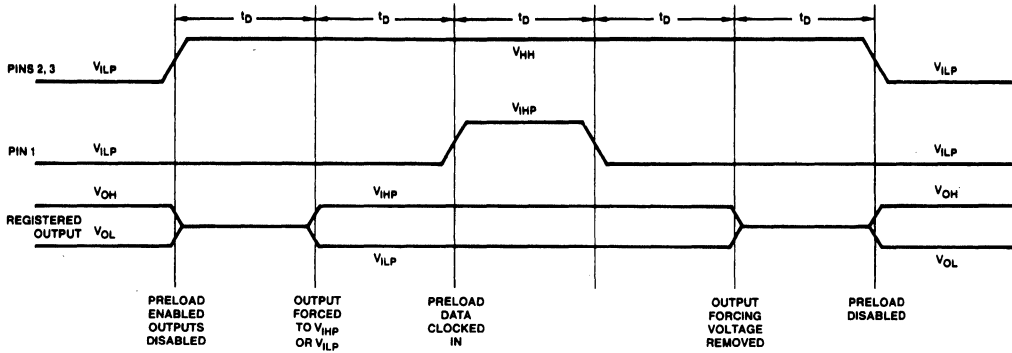 tD tD tD tD tD
PINS 2, 3 VILP VHH VILP
VIHP
PIN 1 VILP VILP
VOH VIHP VOH
REGISTERED
OUTPUT VOL
VILP VOL
PRELOAD
ENABLED
OUTPUTS
DISABLED
OUTPUT
FORCED
TO VIHP
OR VILP
PRELOAD
DATA
CLOCKED
IN
OUTPUT
FORCING
VOLTAGE
REMOVED
PRELOAD
DISABLED